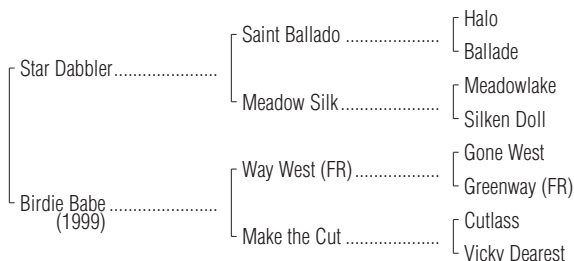 Halo
Saint Ballado ....................
Ballade
Star Dabbler......................
Meadowlake
Meadow Silk.....................
Silken Doll
Gone West
Way West (FR) ..................
Greenway (FR)
Birdie Babe .......................
(1999)
Cutlass
Make the Cut ....................
Vicky Dearest